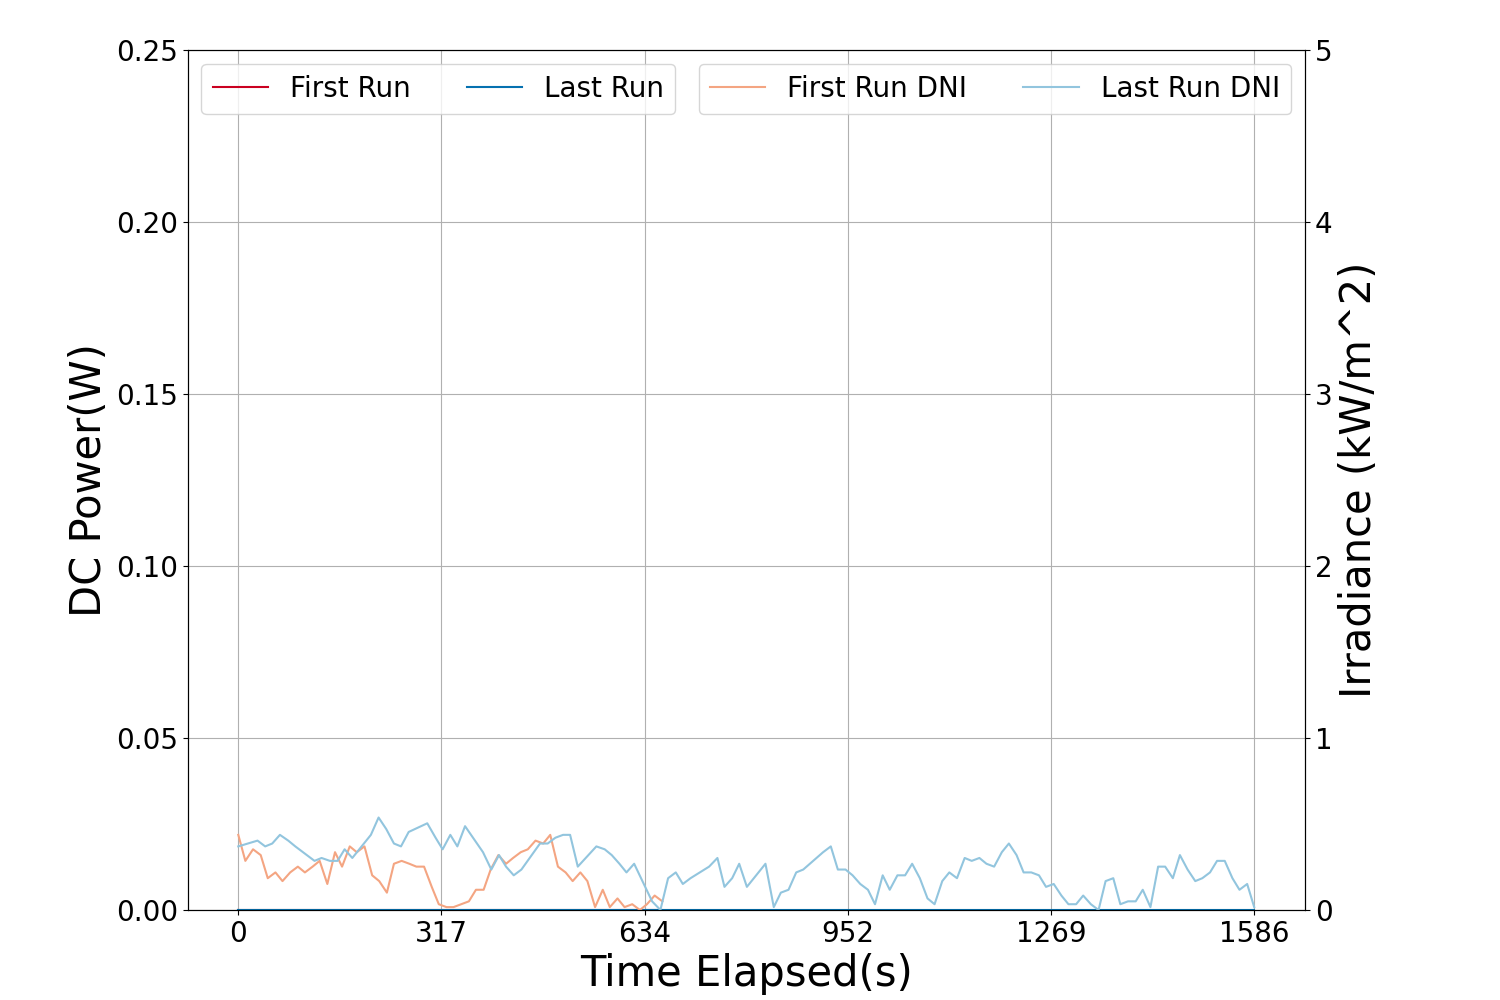 First Run
Last Run
First Run DNI
Last Run DNI
DC Power(W)
0.25
0.20
0.15
0.10
0.05
0.00
5
4
3
2
1
0
Irradiance (kW/m^2)
0 317 634 952 1269 1586
Time Elapsed(s)